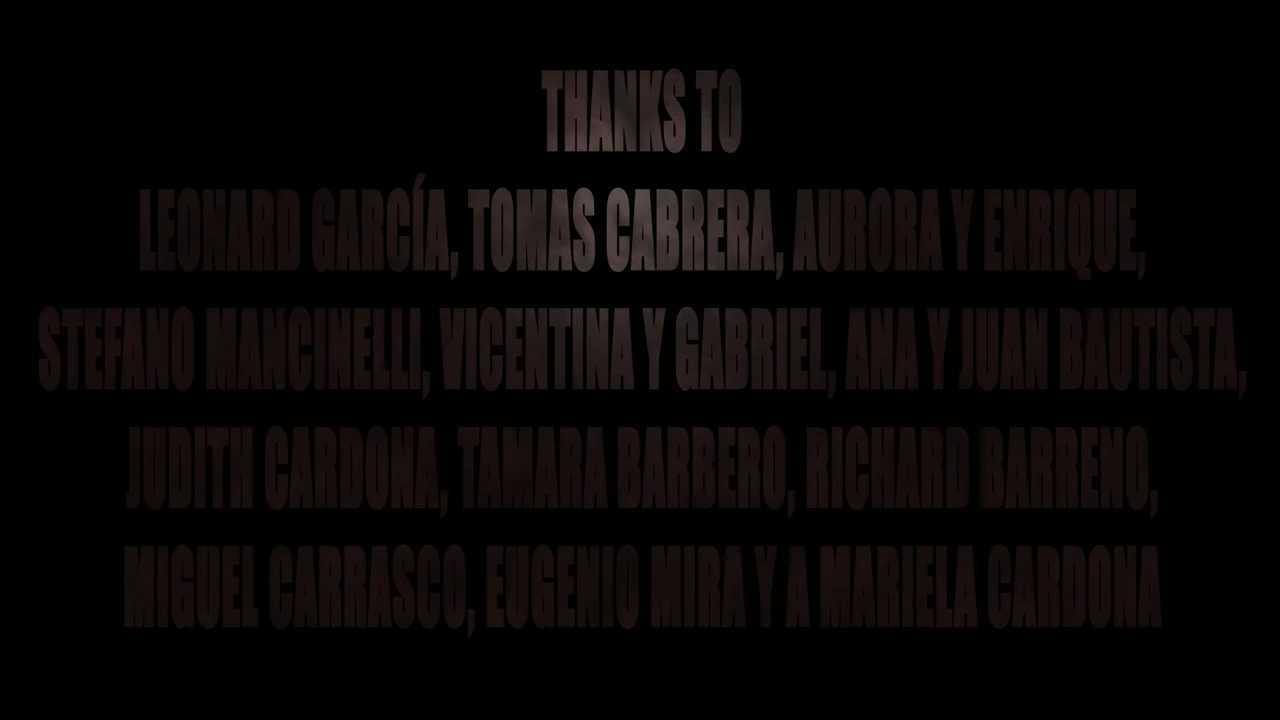 THANKS TO
LEONARD GARCÍA, TOMAS CABRERA, AURORA Y ENRIQUE,
STEFANO MANCINELLI, VICENTINA Y GABRIEL, ANA Y JUAN BAUTISTA,
JUDITH CARDONA, TAMARA BARBERO, RICHARD BARRENO,
MIGUEL CARRASCO, EUGENIO MIRA Y A MARIELA CARDONA